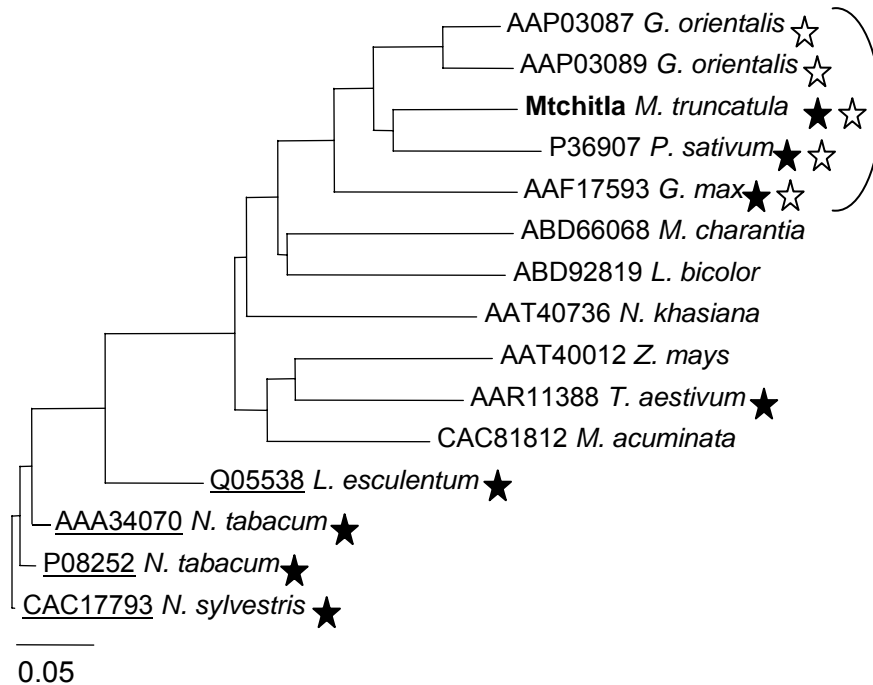 AAP03087 G. orientalis
AAP03089 G. orientalis
Mtchitla M. truncatula
P36907 P. sativum
AAF17593 G. max
ABD66068 M. charantia
ABD92819 L. bicolor
AAT40736 N. khasiana
AAT40012 Z. mays
AAR11388 T. aestivum
CAC81812 M. acuminata
Q05538 L. esculentum
AAA34070 N. tabacum
P08252 N. tabacum
CAC17793 N. sylvestris
0.05